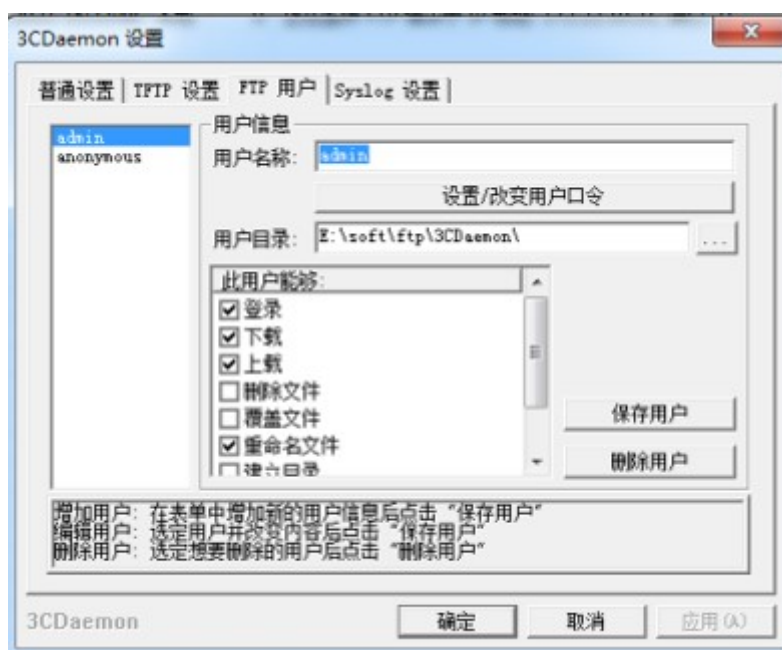 3CDaemon 设置
普通设置 TFTP 设置 FTP 用户 Syslog 设置
admin
anonymous
用户信息
用户名称: admin
设置/改变用户口令
用户目录: E:\soft\ftp\3CDaemon\ ...
此用户能够:
登录
下载
上载
删除文件
覆盖文件
重命名文件
建立目录
保存用户
删除用户
增加用户: 在表单中增加新的用户信息后点击 “保存用户”
编辑用户: 选定用户并改变内容后点击 “保存用户”
删除用户: 选定想要删除的用户后点击 “删除用户”
3CDaemon 确定 取消 应用(A)